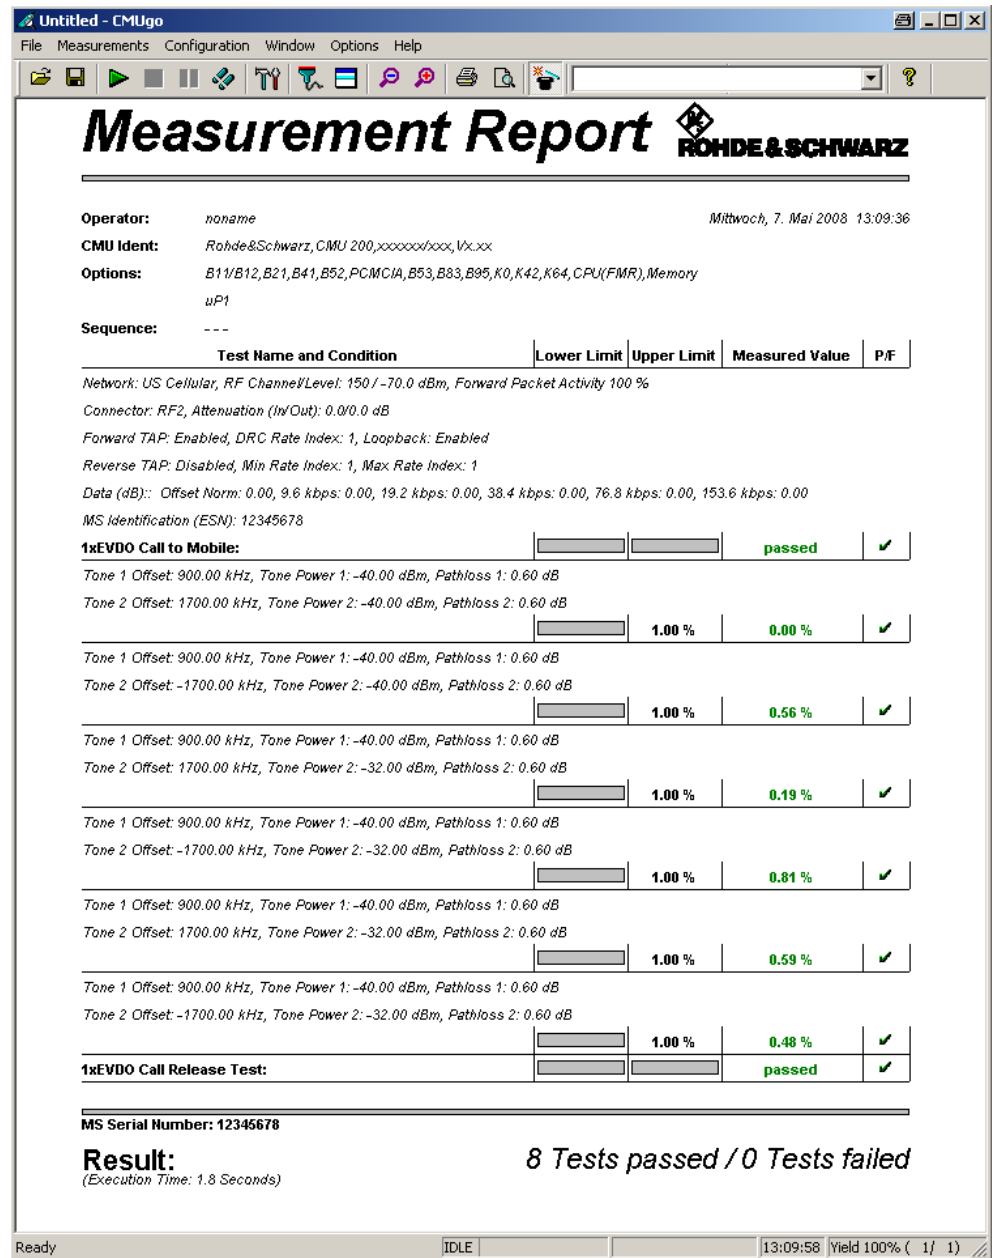 Untitled - CMUgo
File Measurements Configuration Window Options Help
Measurement Report
ROHDE&SCHWARZ
Operator: noname Mittwoch, 7. Mai 2008 13:09:36
CMU Ident: Rohde&Schwarz,CMU 200,xxxxxx/xxx,Vx.xx
Options: B11/B12,B21,B41,B52,PCMCIA,B53,B83,B95,K0,K42,K64,CPU(FMR),Memory
uP1
Sequence: ---
Test Name and Condition Lower Limit Upper Limit Measured Value P/F
Network: US Cellular, RF Channel/Level: 150 / -70.0 dBm, Forward Packet Activity 100 %
Connector: RF2, Attenuation (In/Out): 0.0/0.0 dB
Forward TAP: Enabled, DRC Rate Index: 1, Loopback: Enabled
Reverse TAP: Disabled, Min Rate Index: 1, Max Rate Index: 1
Data (dB):: Offset Norm: 0.00, 9.6 kbps: 0.00, 19.2 kbps: 0.00, 38.4 kbps: 0.00, 76.8 kbps: 0.00, 153.6 kbps: 0.00
MS Identification (ESN): 12345678
1xEVDO Call to Mobile: passed ✔
Tone 1 Offset: 900.00 kHz, Tone Power 1: -40.00 dBm, Pathloss 1: 0.60 dB
Tone 2 Offset: 1700.00 kHz, Tone Power 2: -40.00 dBm, Pathloss 2: 0.60 dB
1.00 % 0.00 % ✔
Tone 1 Offset: 900.00 kHz, Tone Power 1: -40.00 dBm, Pathloss 1: 0.60 dB
Tone 2 Offset: -1700.00 kHz, Tone Power 2: -40.00 dBm, Pathloss 2: 0.60 dB
1.00 % 0.56 % ✔
Tone 1 Offset: 900.00 kHz, Tone Power 1: -40.00 dBm, Pathloss 1: 0.60 dB
Tone 2 Offset: 1700.00 kHz, Tone Power 2: -32.00 dBm, Pathloss 2: 0.60 dB
1.00 % 0.19 % ✔
Tone 1 Offset: 900.00 kHz, Tone Power 1: -40.00 dBm, Pathloss 1: 0.60 dB
Tone 2 Offset: -1700.00 kHz, Tone Power 2: -32.00 dBm, Pathloss 2: 0.60 dB
1.00 % 0.81 % ✔
Tone 1 Offset: 900.00 kHz, Tone Power 1: -40.00 dBm, Pathloss 1: 0.60 dB
Tone 2 Offset: 1700.00 kHz, Tone Power 2: -32.00 dBm, Pathloss 2: 0.60 dB
1.00 % 0.59 % ✔
Tone 1 Offset: 900.00 kHz, Tone Power 1: -40.00 dBm, Pathloss 1: 0.60 dB
Tone 2 Offset: -1700.00 kHz, Tone Power 2: -32.00 dBm, Pathloss 2: 0.60 dB
1.00 % 0.48 % ✔
1xEVDO Call Release Test: passed ✔
MS Serial Number: 12345678
Result: 8 Tests passed / 0 Tests failed
(Execution Time: 1.8 Seconds)
Ready IDLE 13:09:58 Yield 100% ( 1/ 1)